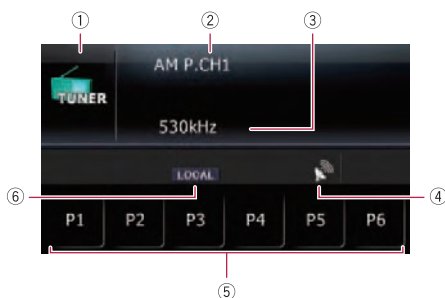 ① ② ③
AM P.CH1
TUNER
530kHz
LOCAL
⑥ ④
P1 P2 P3 P4 P5 P6
⑤